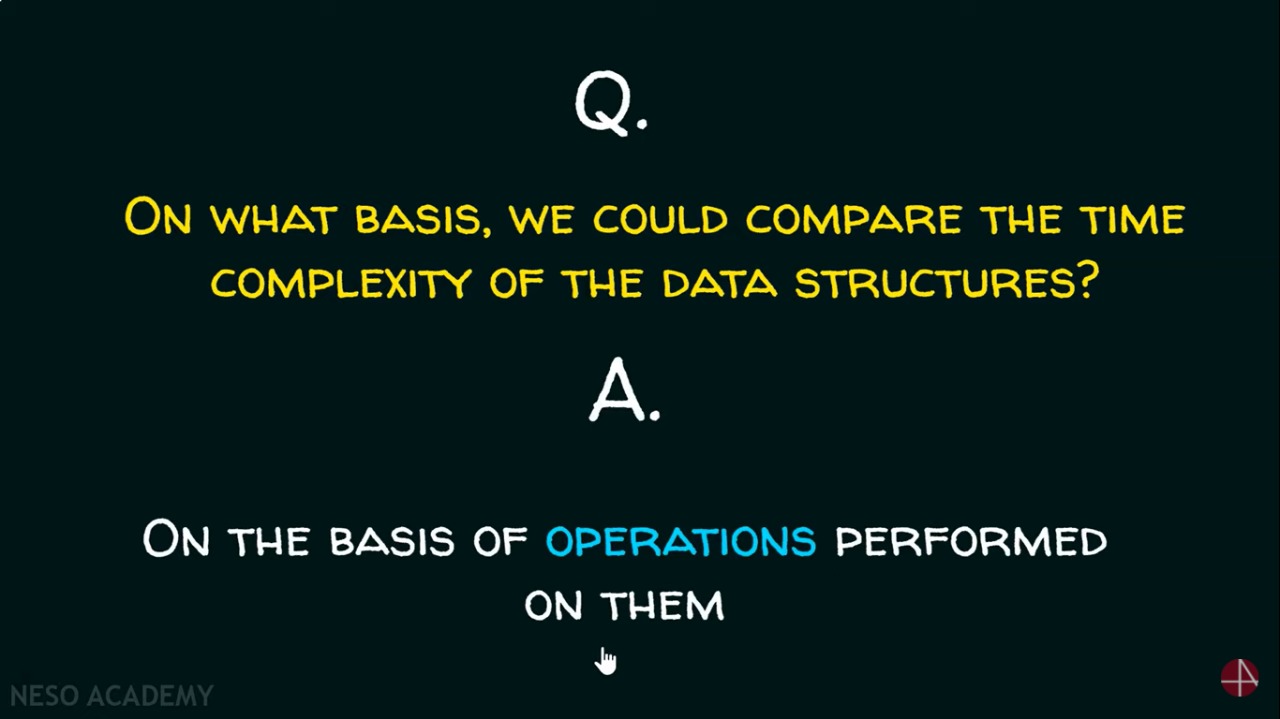 Q.
ON WHAT BASIS, WE COULD COMPARE THE TIME
COMPLEXITY OF THE DATA STRUCTURES?
A.
ON THE BASIS OF OPERATIONS PERFORMED
ON THEM
NESO ACADEMY